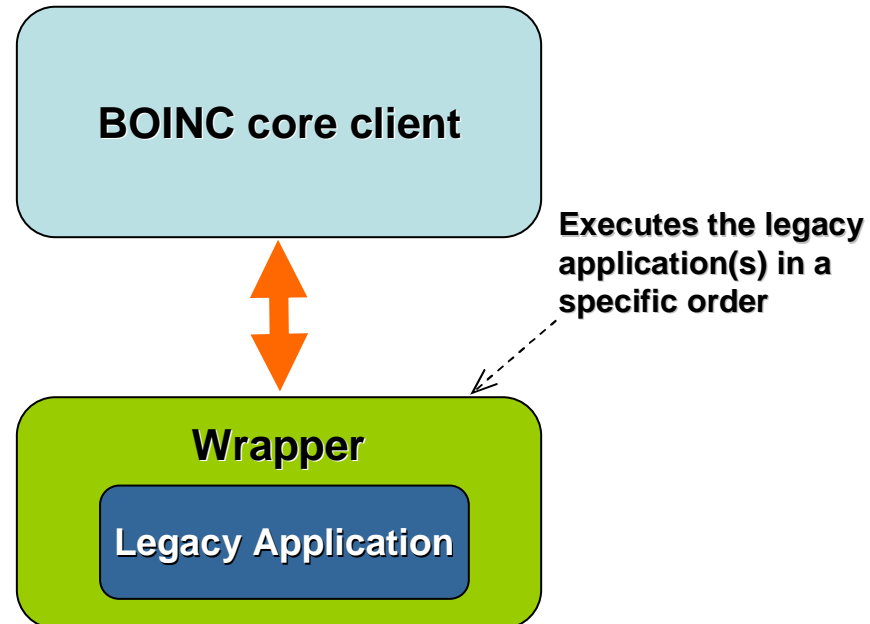 BOINC core client
Executes the legacy
application(s) in a
specific order
Wrapper
Legacy Application